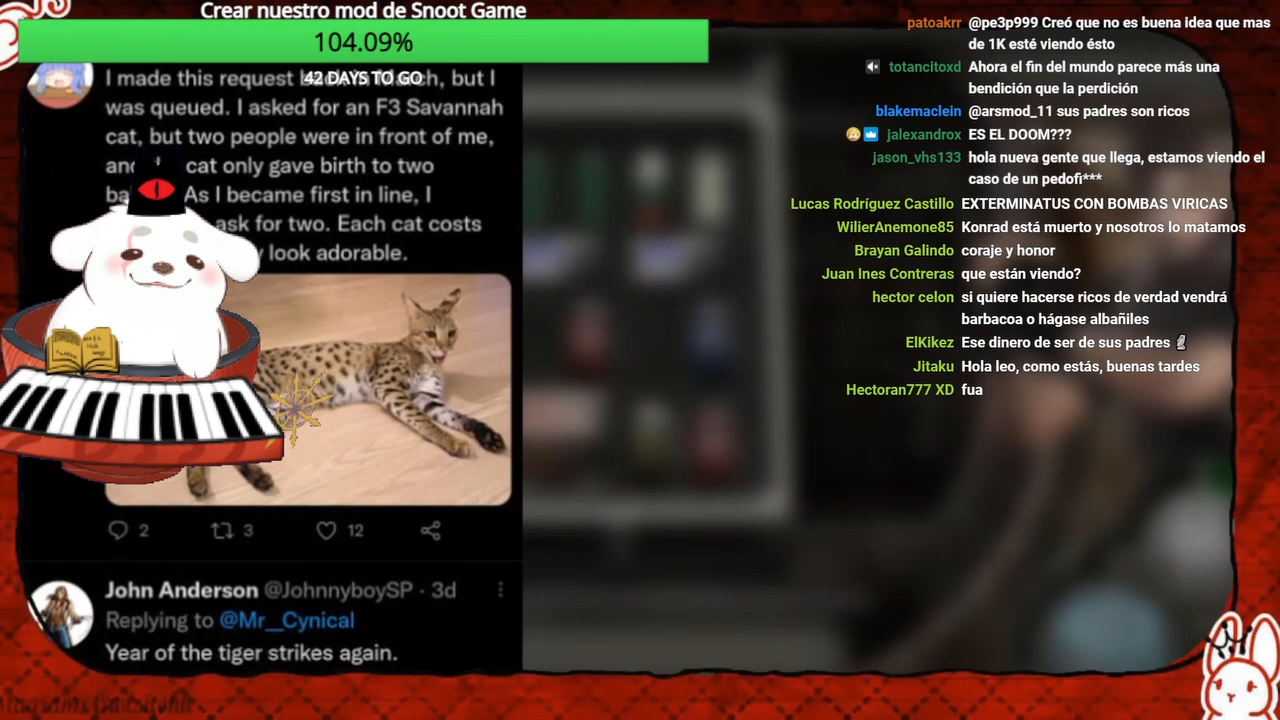 Crear nuestro mod de Snoot Game
104.09%
42 DAYS TO GO
I made this request March, but I
was queued. I asked for an F3 Savannah
cat, but two people were in front of me,
cat only gave birth to two
As I became first in line, I
ask for two. Each cat costs
look adorable.
2 3 12
John Anderson @JohnnyboySP · 3d
Replying to @Mr__Cynical
Year of the tiger strikes again.
patoakrr @pe3p999 Creó que no es buena idea que mas
de 1K esté viendo ésto
totancitoxd Ahora el fin del mundo parece más una
bendición que la perdición
blakemaclein @arsmod_11 sus padres son ricos
jalexandrox ES EL DOOM???
jason_vhs133 hola nueva gente que llega, estamos viendo el
caso de un pedofi***
Lucas Rodríguez Castillo EXTERMINATUS CON BOMBAS VIRICAS
WilierAnemone85 Konrad está muerto y nosotros lo matamos
Brayan Galindo coraje y honor
Juan Ines Contreras que están viendo?
hector celon si quiere hacerse ricos de verdad vendrá
barbacoa o hágase albañiles
ElKikez Ese dinero de ser de sus padres 🗿
Jitaku Hola leo, como estás, buenas tardes
Hectoran777 XD fua